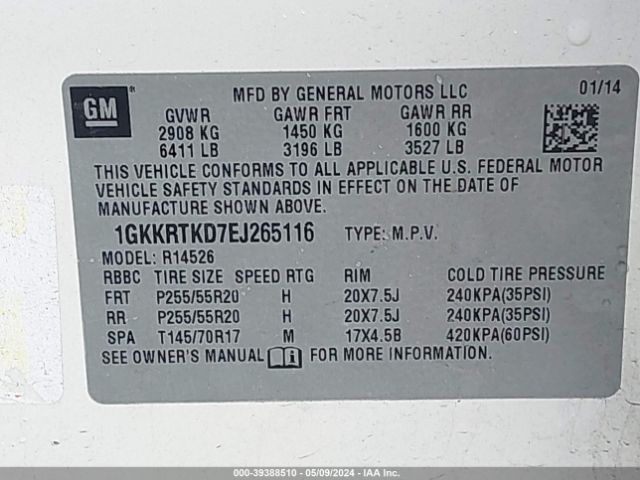 GM
MFD BY GENERAL MOTORS LLC 01/14
GVWR GAWR FRT GAWR RR
2908 KG 1450 KG 1600 KG
6411 LB 3196 LB 3527 LB
THIS VEHICLE CONFORMS TO ALL APPLICABLE U.S. FEDERAL MOTOR
VEHICLE SAFETY STANDARDS IN EFFECT ON THE DATE OF
MANUFACTURE SHOWN ABOVE.
1GKKRTKD7EJ265116 TYPE: M.P.V.
MODEL: R14526
RBBC TIRE SIZE SPEED RTG RIM COLD TIRE PRESSURE
FRT P255/55R20 H 20X7.5J 240KPA(35PSI)
RR P255/55R20 H 20X7.5J 240KPA(35PSI)
SPA T145/70R17 M 17X4.5B 420KPA(60PSI)
SEE OWNER'S MANUAL FOR MORE INFORMATION.
000-39388510 - 05/09/2024 - IAAI.COM